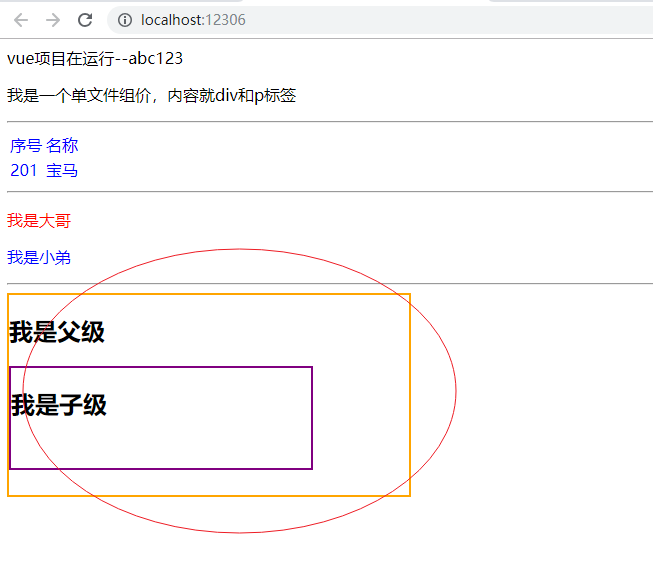 localhost:12306
vue项目在运行--abc123
我是一个单文件组价，内容就div和p标签
序号 名称
201 宝马
我是大哥
我是小弟
我是父级
我是子级